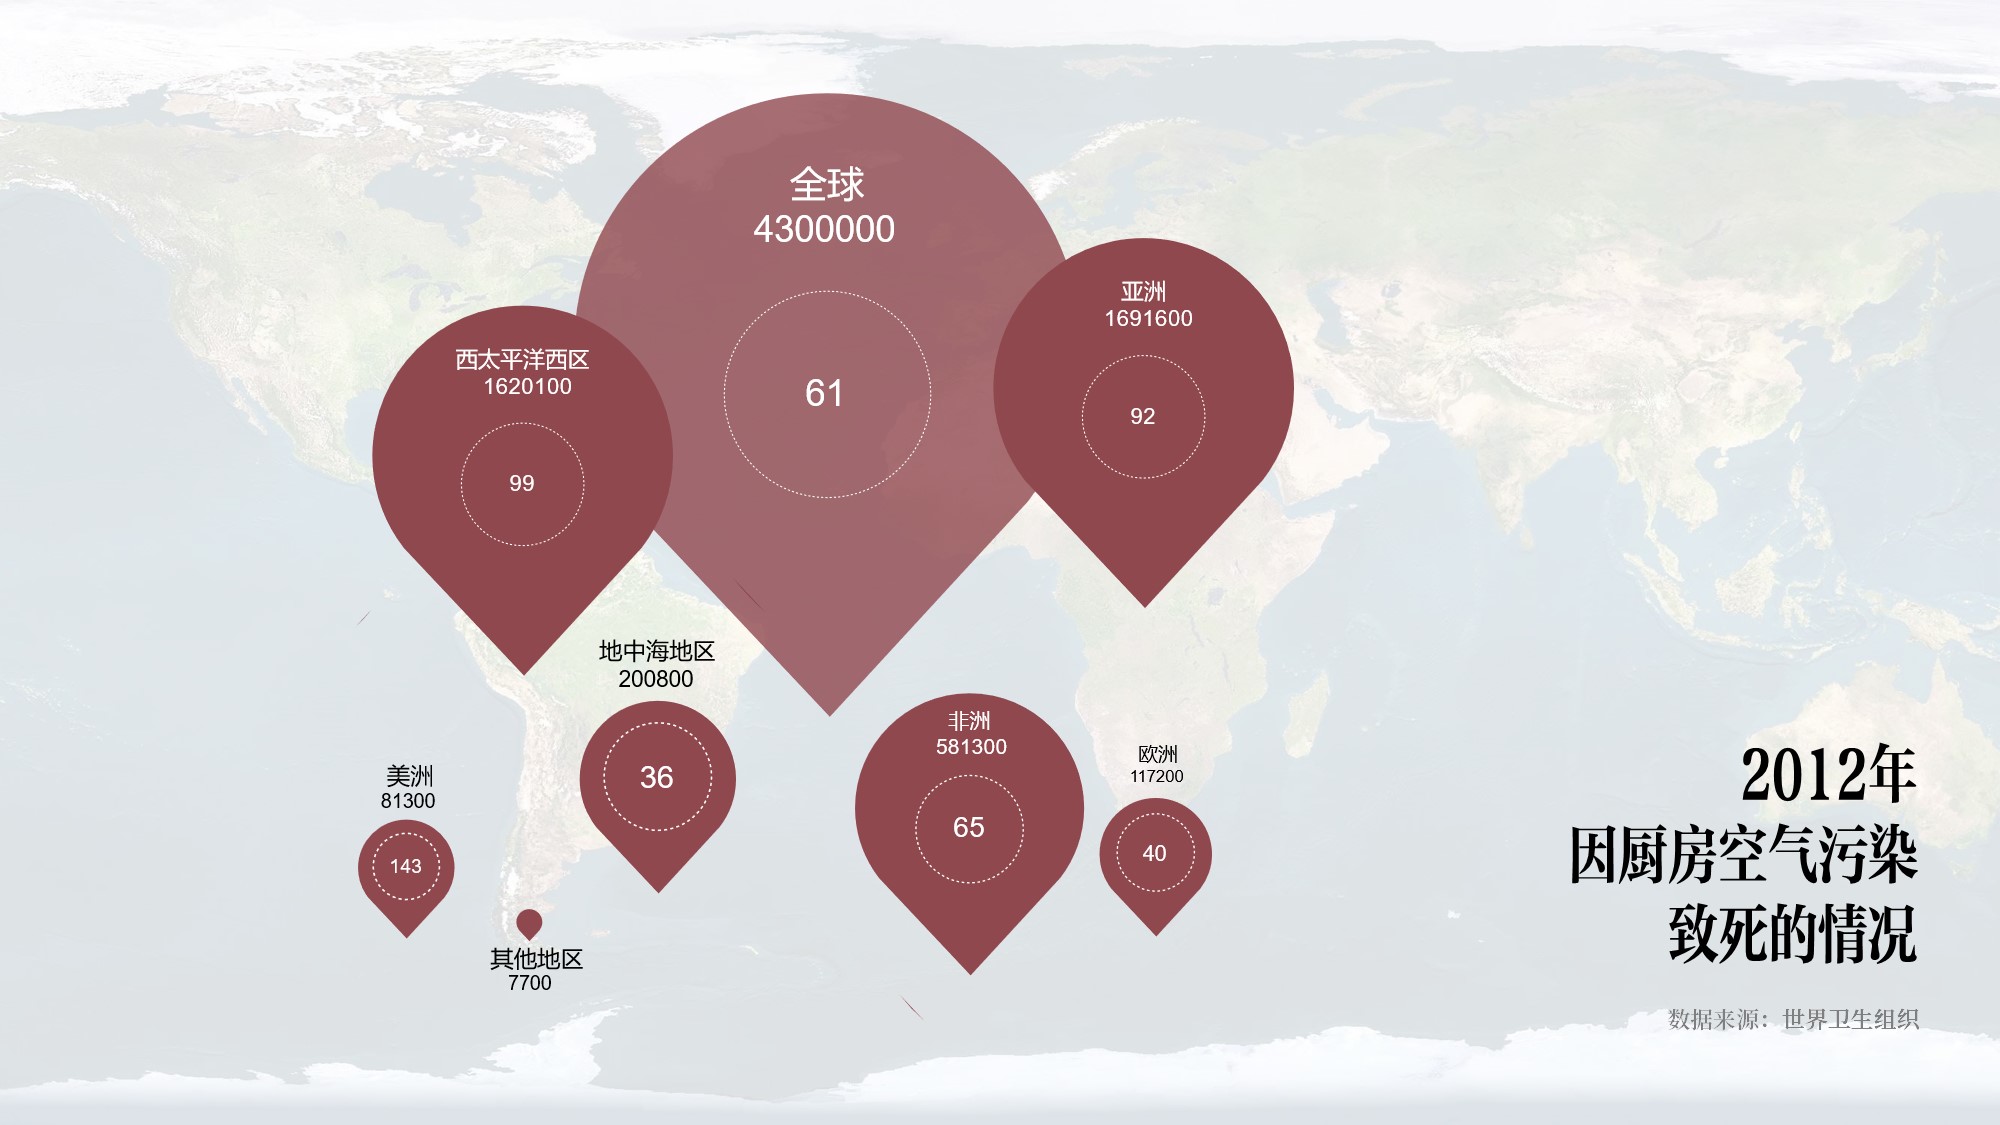 全球
4300000
61
亚洲
1691600
92
西太平洋西区
1620100
99
地中海地区
200800
36
非洲
581300
65
欧洲
117200
40
美洲
81300
143
其他地区
7700
2012年
因厨房空气污染
致死的情况
数据来源：世界卫生组织